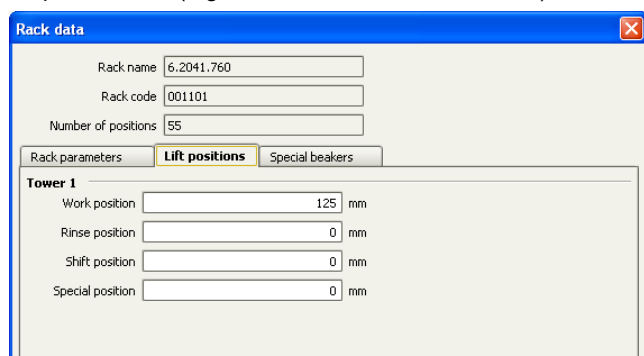 Rack data
Rack name 6.2041.760
Rack code 001101
Number of positions 55
Rack parameters Lift positions Special beakers
Tower 1
Work position 125 mm
Rinse position 0 mm
Shift position 0 mm
Special position 0 mm